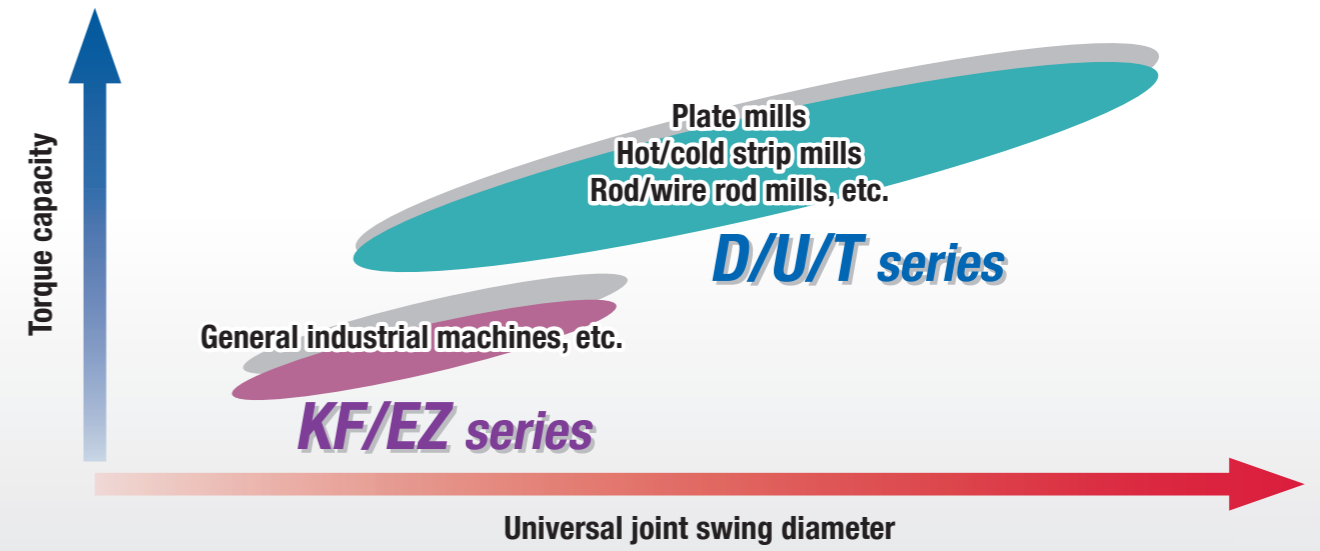 Torque capacity
Plate mills
Hot/cold strip mills
Rod/wire rod mills, etc.
D/U/T series
General industrial machines, etc.
KF/EZ series
Universal joint swing diameter